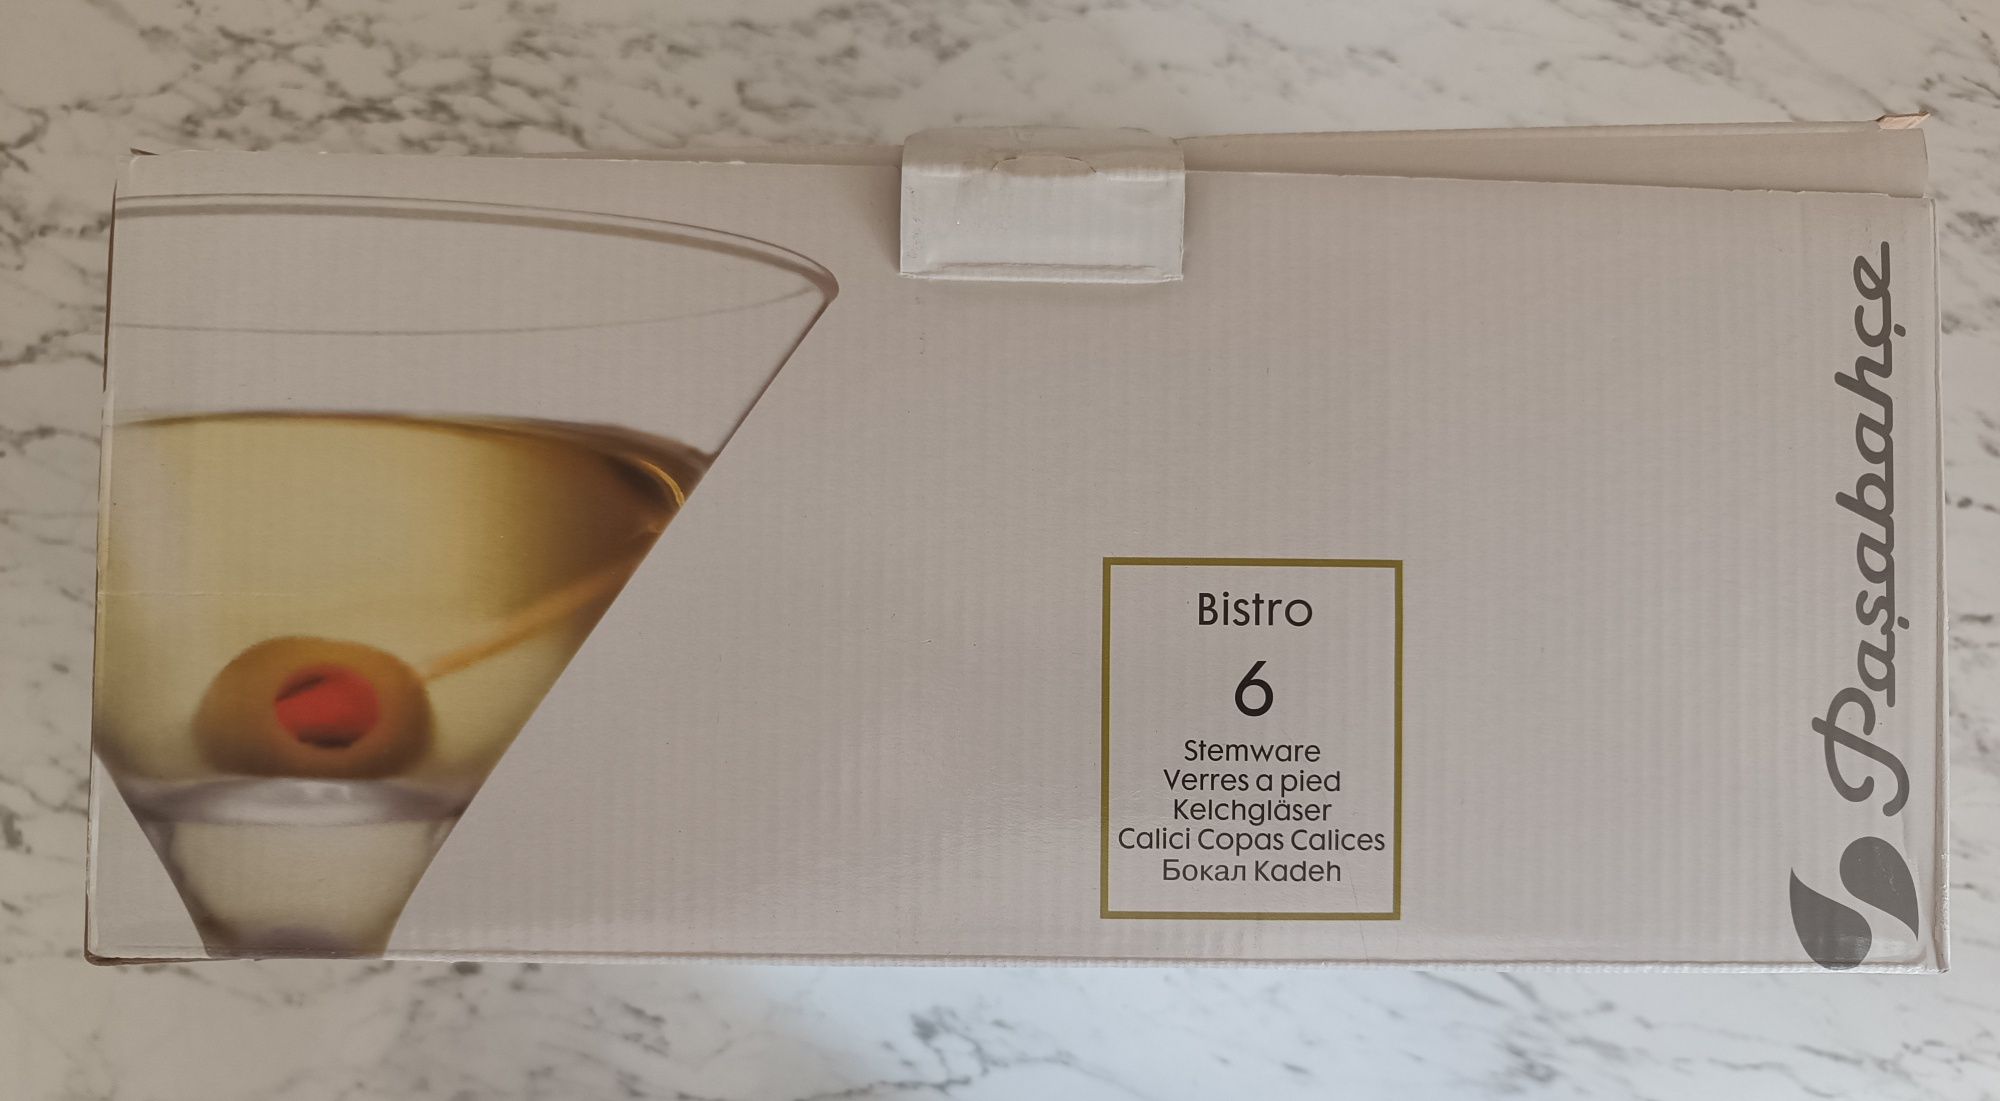 Bistro
6
Stemware
Verres a pied
Kelchgläser
Calici Copas Calices
Бокал Kadeh
Paşabahçe